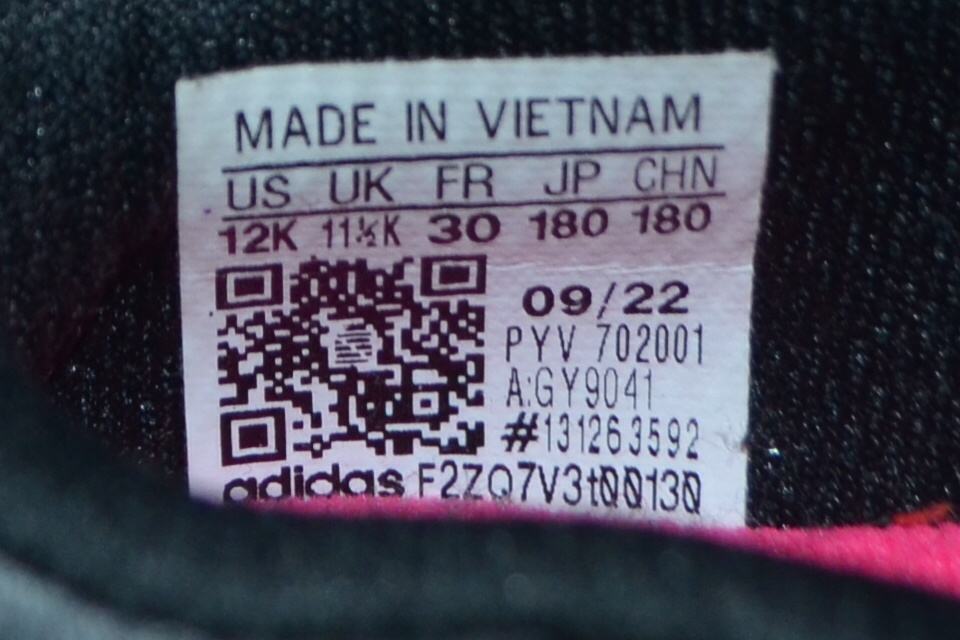 MADE IN VIETNAM
US UK FR JP CHN
12K 11½K 30 180 180
09/22
PYV 702001
A:GY9041
#131263592
adidas F2ZQ7V3t00130